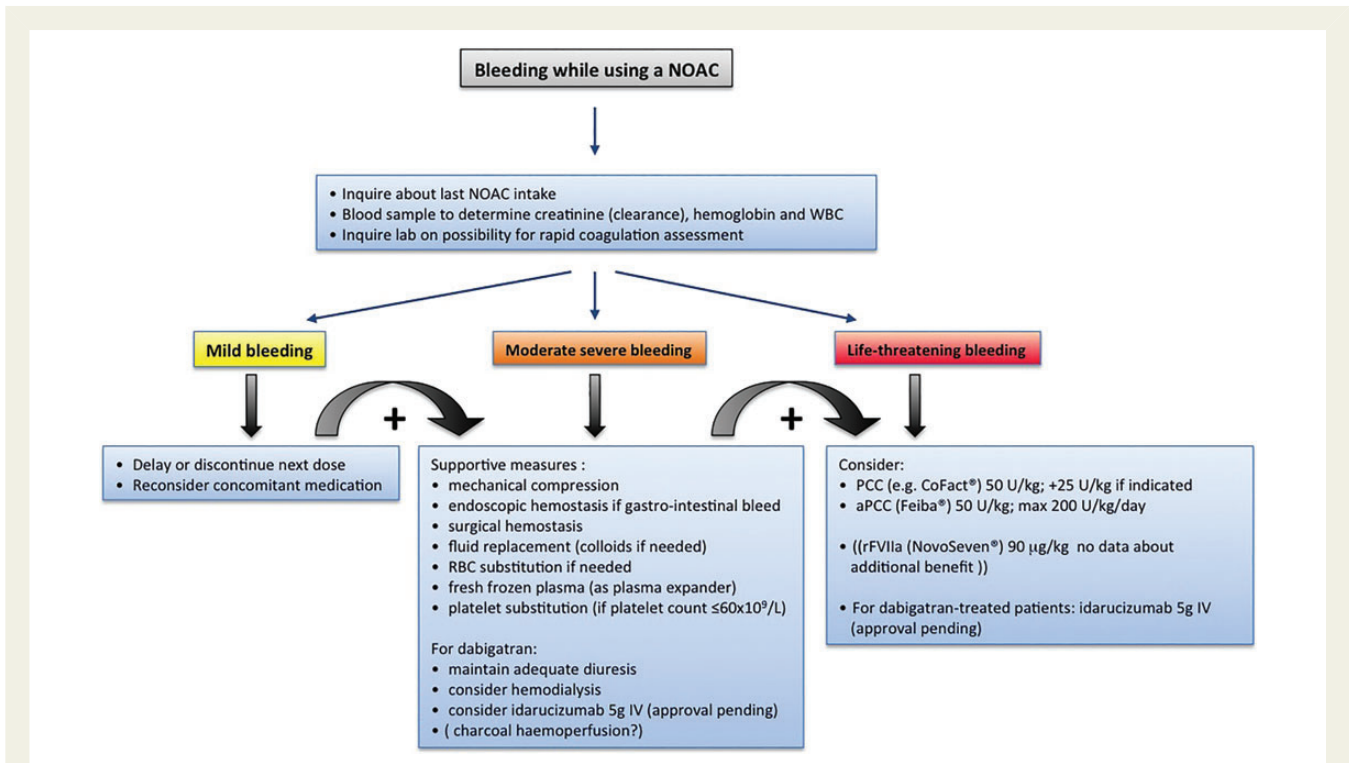 Bleeding while using a NOAC
• Inquire about last NOAC intake
• Blood sample to determine creatinine (clearance), hemoglobin and WBC
• Inquire lab on possibility for rapid coagulation assessment
Mild bleeding
Moderate severe bleeding
Life-threatening bleeding
+
+
• Delay or discontinue next dose
• Reconsider concomitant medication
Supportive measures :
• mechanical compression
• endoscopic hemostasis if gastro-intestinal bleed
• surgical hemostasis
• fluid replacement (colloids if needed)
• RBC substitution if needed
• fresh frozen plasma (as plasma expander)
• platelet substitution (if platelet count ≤60x10⁹/L)
For dabigatran:
• maintain adequate diuresis
• consider hemodialysis
• consider idarucizumab 5g IV (approval pending)
• ( charcoal haemoperfusion?)
Consider:
• PCC (e.g. CoFact®) 50 U/kg; +25 U/kg if indicated
• aPCC (Feiba®) 50 U/kg; max 200 U/kg/day
• ((rFVIIa (NovoSeven®) 90 μg/kg no data about
additional benefit ))
• For dabigatran-treated patients: idarucizumab 5g IV
(approval pending)